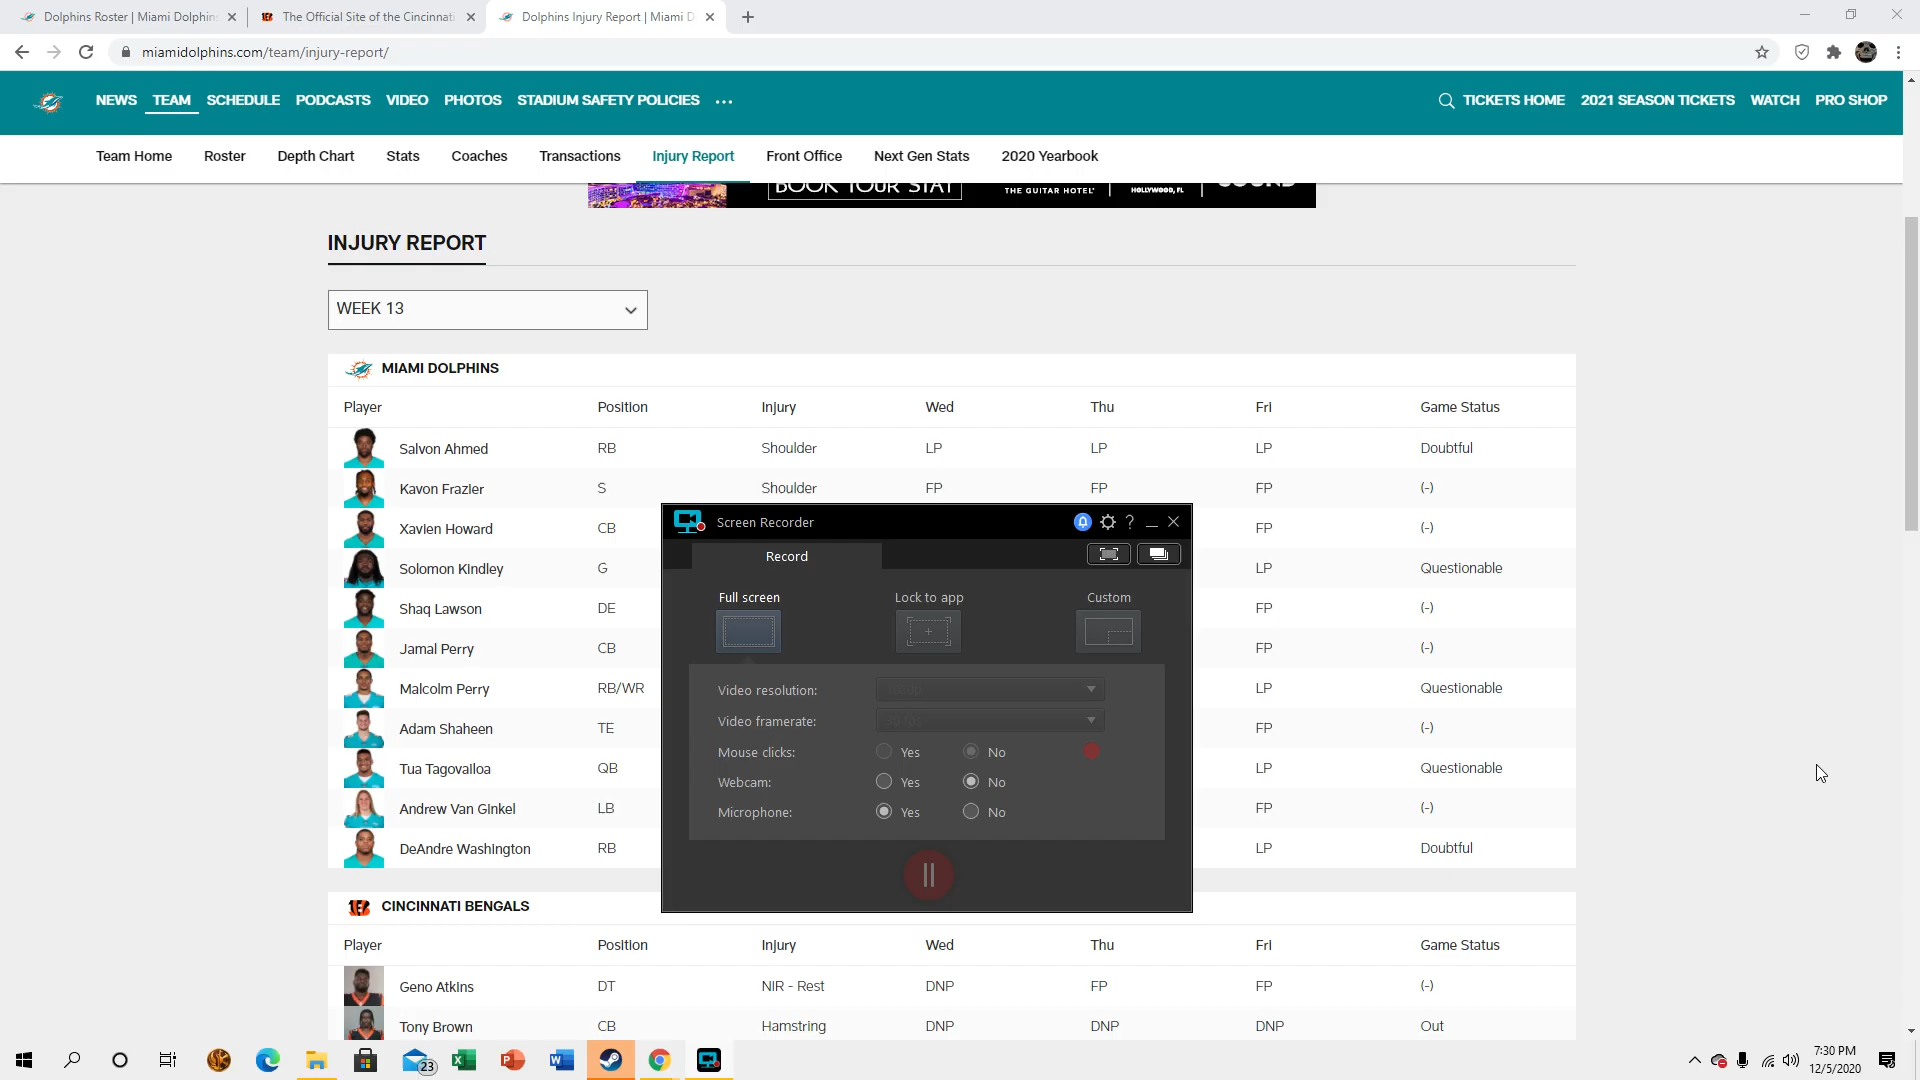 Dolphins Roster | Miami Dolphins
The Official Site of the Cincinnati
Dolphins Injury Report | Miami D
miamidolphins.com/team/injury-report/
NEWS TEAM SCHEDULE PODCASTS VIDEO PHOTOS STADIUM SAFETY POLICIES ... TICKETS HOME 2021 SEASON TICKETS WATCH PRO SHOP
Team Home Roster Depth Chart Stats Coaches Transactions Injury Report Front Office Next Gen Stats 2020 Yearbook
BOOK YOUR STAY THE GUITAR HOTEL HOLLYWOOD, FL SOUND
INJURY REPORT
WEEK 13
MIAMI DOLPHINS
Player Position Injury Wed Thu Fri Game Status
Salvon Ahmed RB Shoulder LP LP LP Doubtful
Kavon Frazier S Shoulder FP FP FP (-)
Xavien Howard CB FP (-)
Solomon Kindley G LP Questionable
Shaq Lawson DE FP (-)
Jamal Perry CB FP (-)
Malcolm Perry RB/WR LP Questionable
Adam Shaheen TE FP (-)
Tua Tagovailoa QB LP Questionable
Andrew Van Ginkel LB FP (-)
DeAndre Washington RB LP Doubtful
Screen Recorder ?
Record
Full screen Lock to app Custom
Video resolution:
Video framerate:
Mouse clicks: Yes No
Webcam: Yes No
Microphone: Yes No
CINCINNATI BENGALS
Player Position Injury Wed Thu Fri Game Status
Geno Atkins DT NIR - Rest DNP FP FP (-)
Tony Brown CB Hamstring DNP DNP DNP Out
23
7:30 PM
12/5/2020